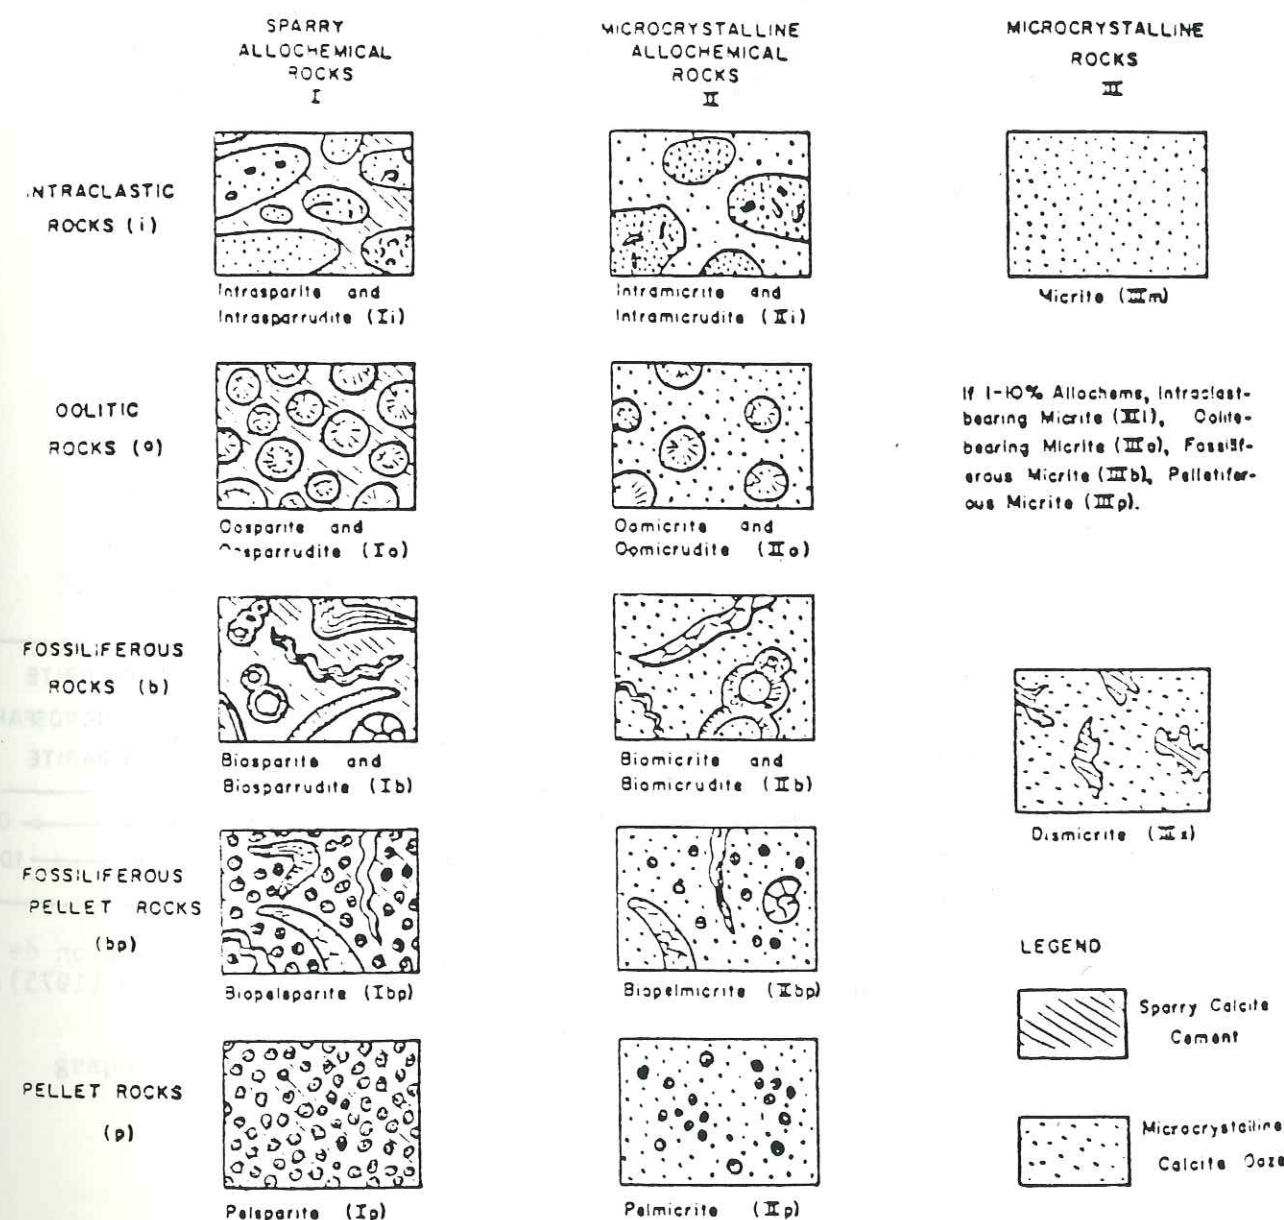 SPARRY
ALLOCHEMICAL
ROCKS
I
MICROCRYSTALLINE
ALLOCHEMICAL
ROCKS
II
MICROCRYSTALLINE
ROCKS
III
INTRACLASTIC
ROCKS (i)
Intrasparite and
Intrasparrudite (Ii)
Intramicrite and
Intramicrudite (IIi)
Micrite (IIIm)
OOLITIC
ROCKS (o)
Oosparite and
Oosparrudite (Io)
Oomicrite and
Oomicrudite (IIo)
If 1-10% Allochems, Intraclast-
bearing Micrite (IIIi), Oolite-
bearing Micrite (IIIo), Fossilif-
erous Micrite (IIIb), Pelletifer-
ous Micrite (IIIp).
FOSSILIFEROUS
ROCKS (b)
Biosparite and
Biosparrudite (Ib)
Biomicrite and
Biomicrudite (IIb)
Dismicrite (IIIx)
FOSSILIFEROUS
PELLET ROCKS
(bp)
Biopelsparite (Ibp)
Biopelmicrite (IIbp)
PELLET ROCKS
(p)
Pelsparite (Ip)
Pelmicrite (IIp)
LEGEND
Sparry Calcite
Cement
Microcrystalline
Calcite Ooze